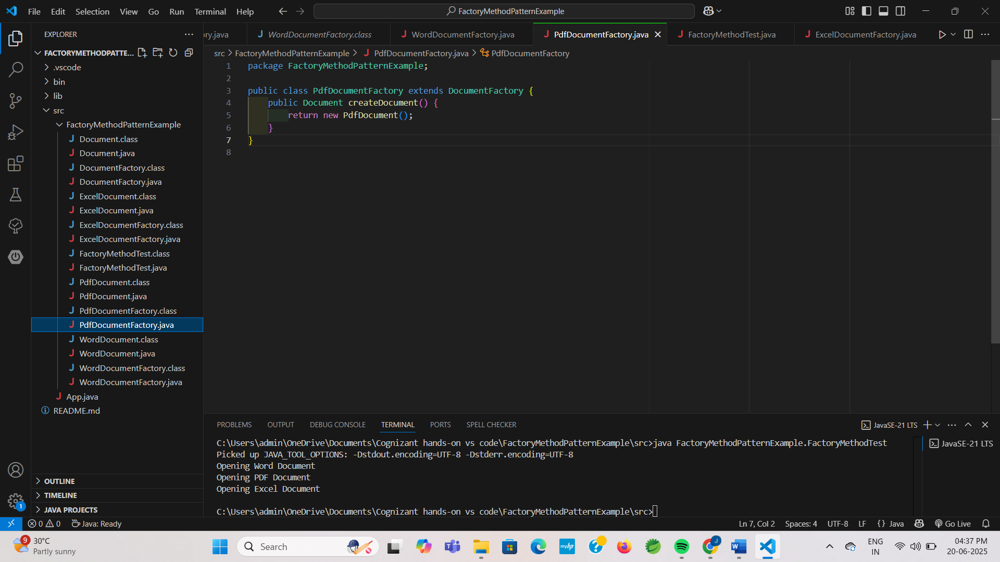 File Edit Selection View Go Run Terminal Help
FactoryMethodPatternExample
EXPLORER
ry.java
WordDocumentFactory.class
WordDocumentFactory.java
PdfDocumentFactory.java
FactoryMethodTest.java
ExcelDocumentFactory.java
FACTORYMETHODPATTE...
src > FactoryMethodPatternExample > PdfDocumentFactory.java > PdfDocumentFactory
.vscode
bin
lib
src
FactoryMethodPatternExample
Document.class
Document.java
DocumentFactory.class
DocumentFactory.java
ExcelDocument.class
ExcelDocument.java
ExcelDocumentFactory.class
ExcelDocumentFactory.java
FactoryMethodTest.class
FactoryMethodTest.java
PdfDocument.class
PdfDocument.java
PdfDocumentFactory.class
PdfDocumentFactory.java
WordDocument.class
WordDocument.java
WordDocumentFactory.class
WordDocumentFactory.java
App.java
README.md
OUTLINE
TIMELINE
JAVA PROJECTS
1 package FactoryMethodPatternExample;
2
3 public class PdfDocumentFactory extends DocumentFactory {
4     public Document createDocument() {
5         return new PdfDocument();
6     }
7 }
8
PROBLEMS OUTPUT DEBUG CONSOLE TERMINAL PORTS SPELL CHECKER
JavaSE-21 LTS
JavaSE-21 LTS
C:\Users\admin\OneDrive\Documents\Cognizant hands-on vs code\FactoryMethodPatternExample\src>java FactoryMethodPatternExample.FactoryMethodTest
Picked up JAVA_TOOL_OPTIONS: -Dstdout.encoding=UTF-8 -Dstderr.encoding=UTF-8
Opening Word Document
Opening PDF Document
Opening Excel Document
C:\Users\admin\OneDrive\Documents\Cognizant hands-on vs code\FactoryMethodPatternExample\src>
1
0 0 Java: Ready
Ln 7, Col 2 Spaces: 4 UTF-8 LF {} Java Go Live
9
30°C
Partly sunny
Search
myhp
J
ENG
IN
04:37 PM
20-06-2025